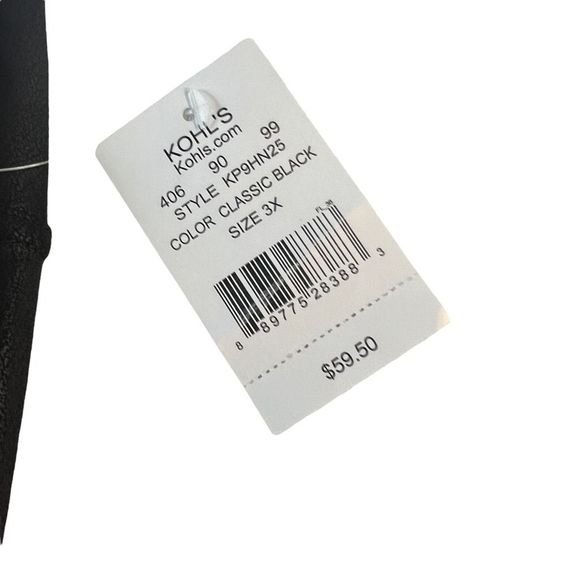 KOHL'S
Kohls.com
406 90 99
STYLE KP9HN25
COLOR CLASSIC BLACK
SIZE 3X
8 89775 28388 3
$59.50